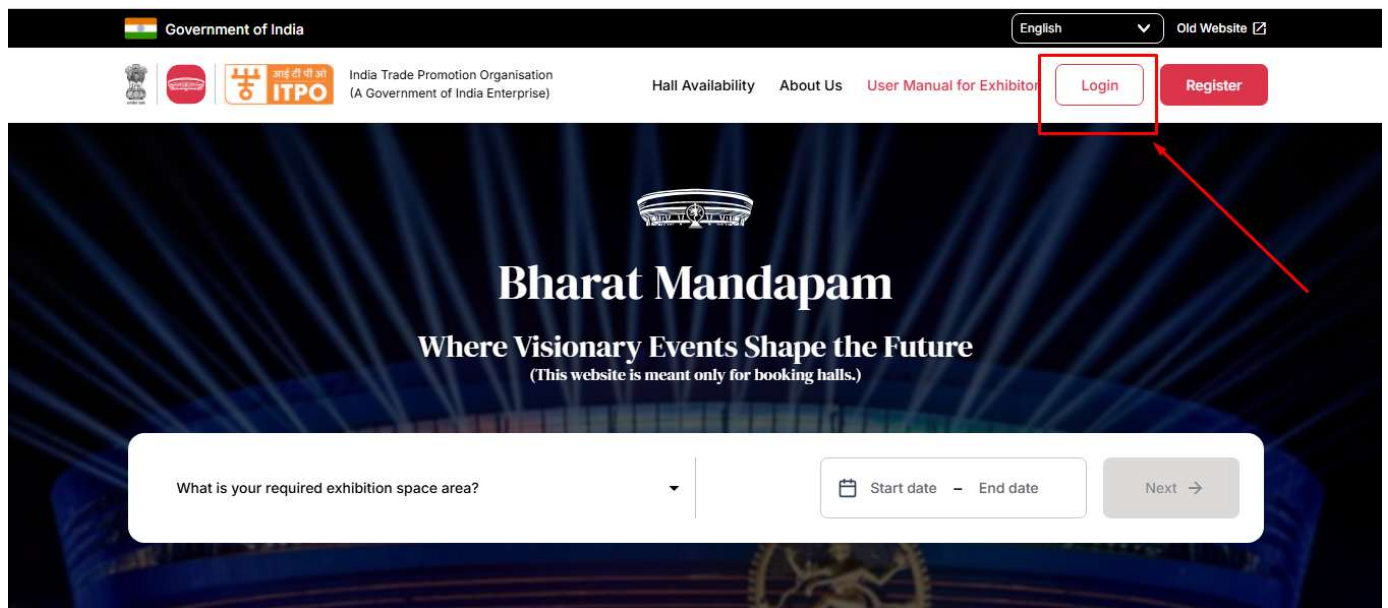 Government of India
English
Old Website
आई टी पी ओ
ITPO
India Trade Promotion Organisation
(A Government of India Enterprise)
Hall Availability
About Us
User Manual for Exhibitor
Login
Register
Bharat Mandapam
Where Visionary Events Shape the Future
(This website is meant only for booking halls.)
What is your required exhibition space area?
Start date – End date
Next →